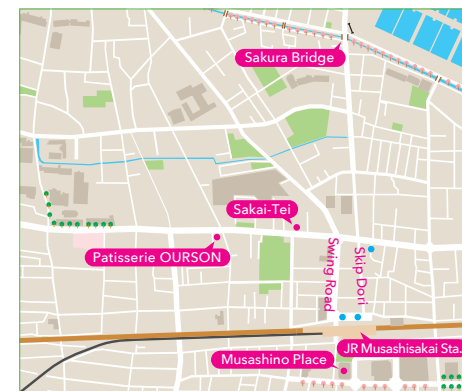 Sakura Bridge
Sakai-Tei
Patisserie OURSON
Swing Road
Skip Dori
JR Musashisakai Sta.
Musashino Place